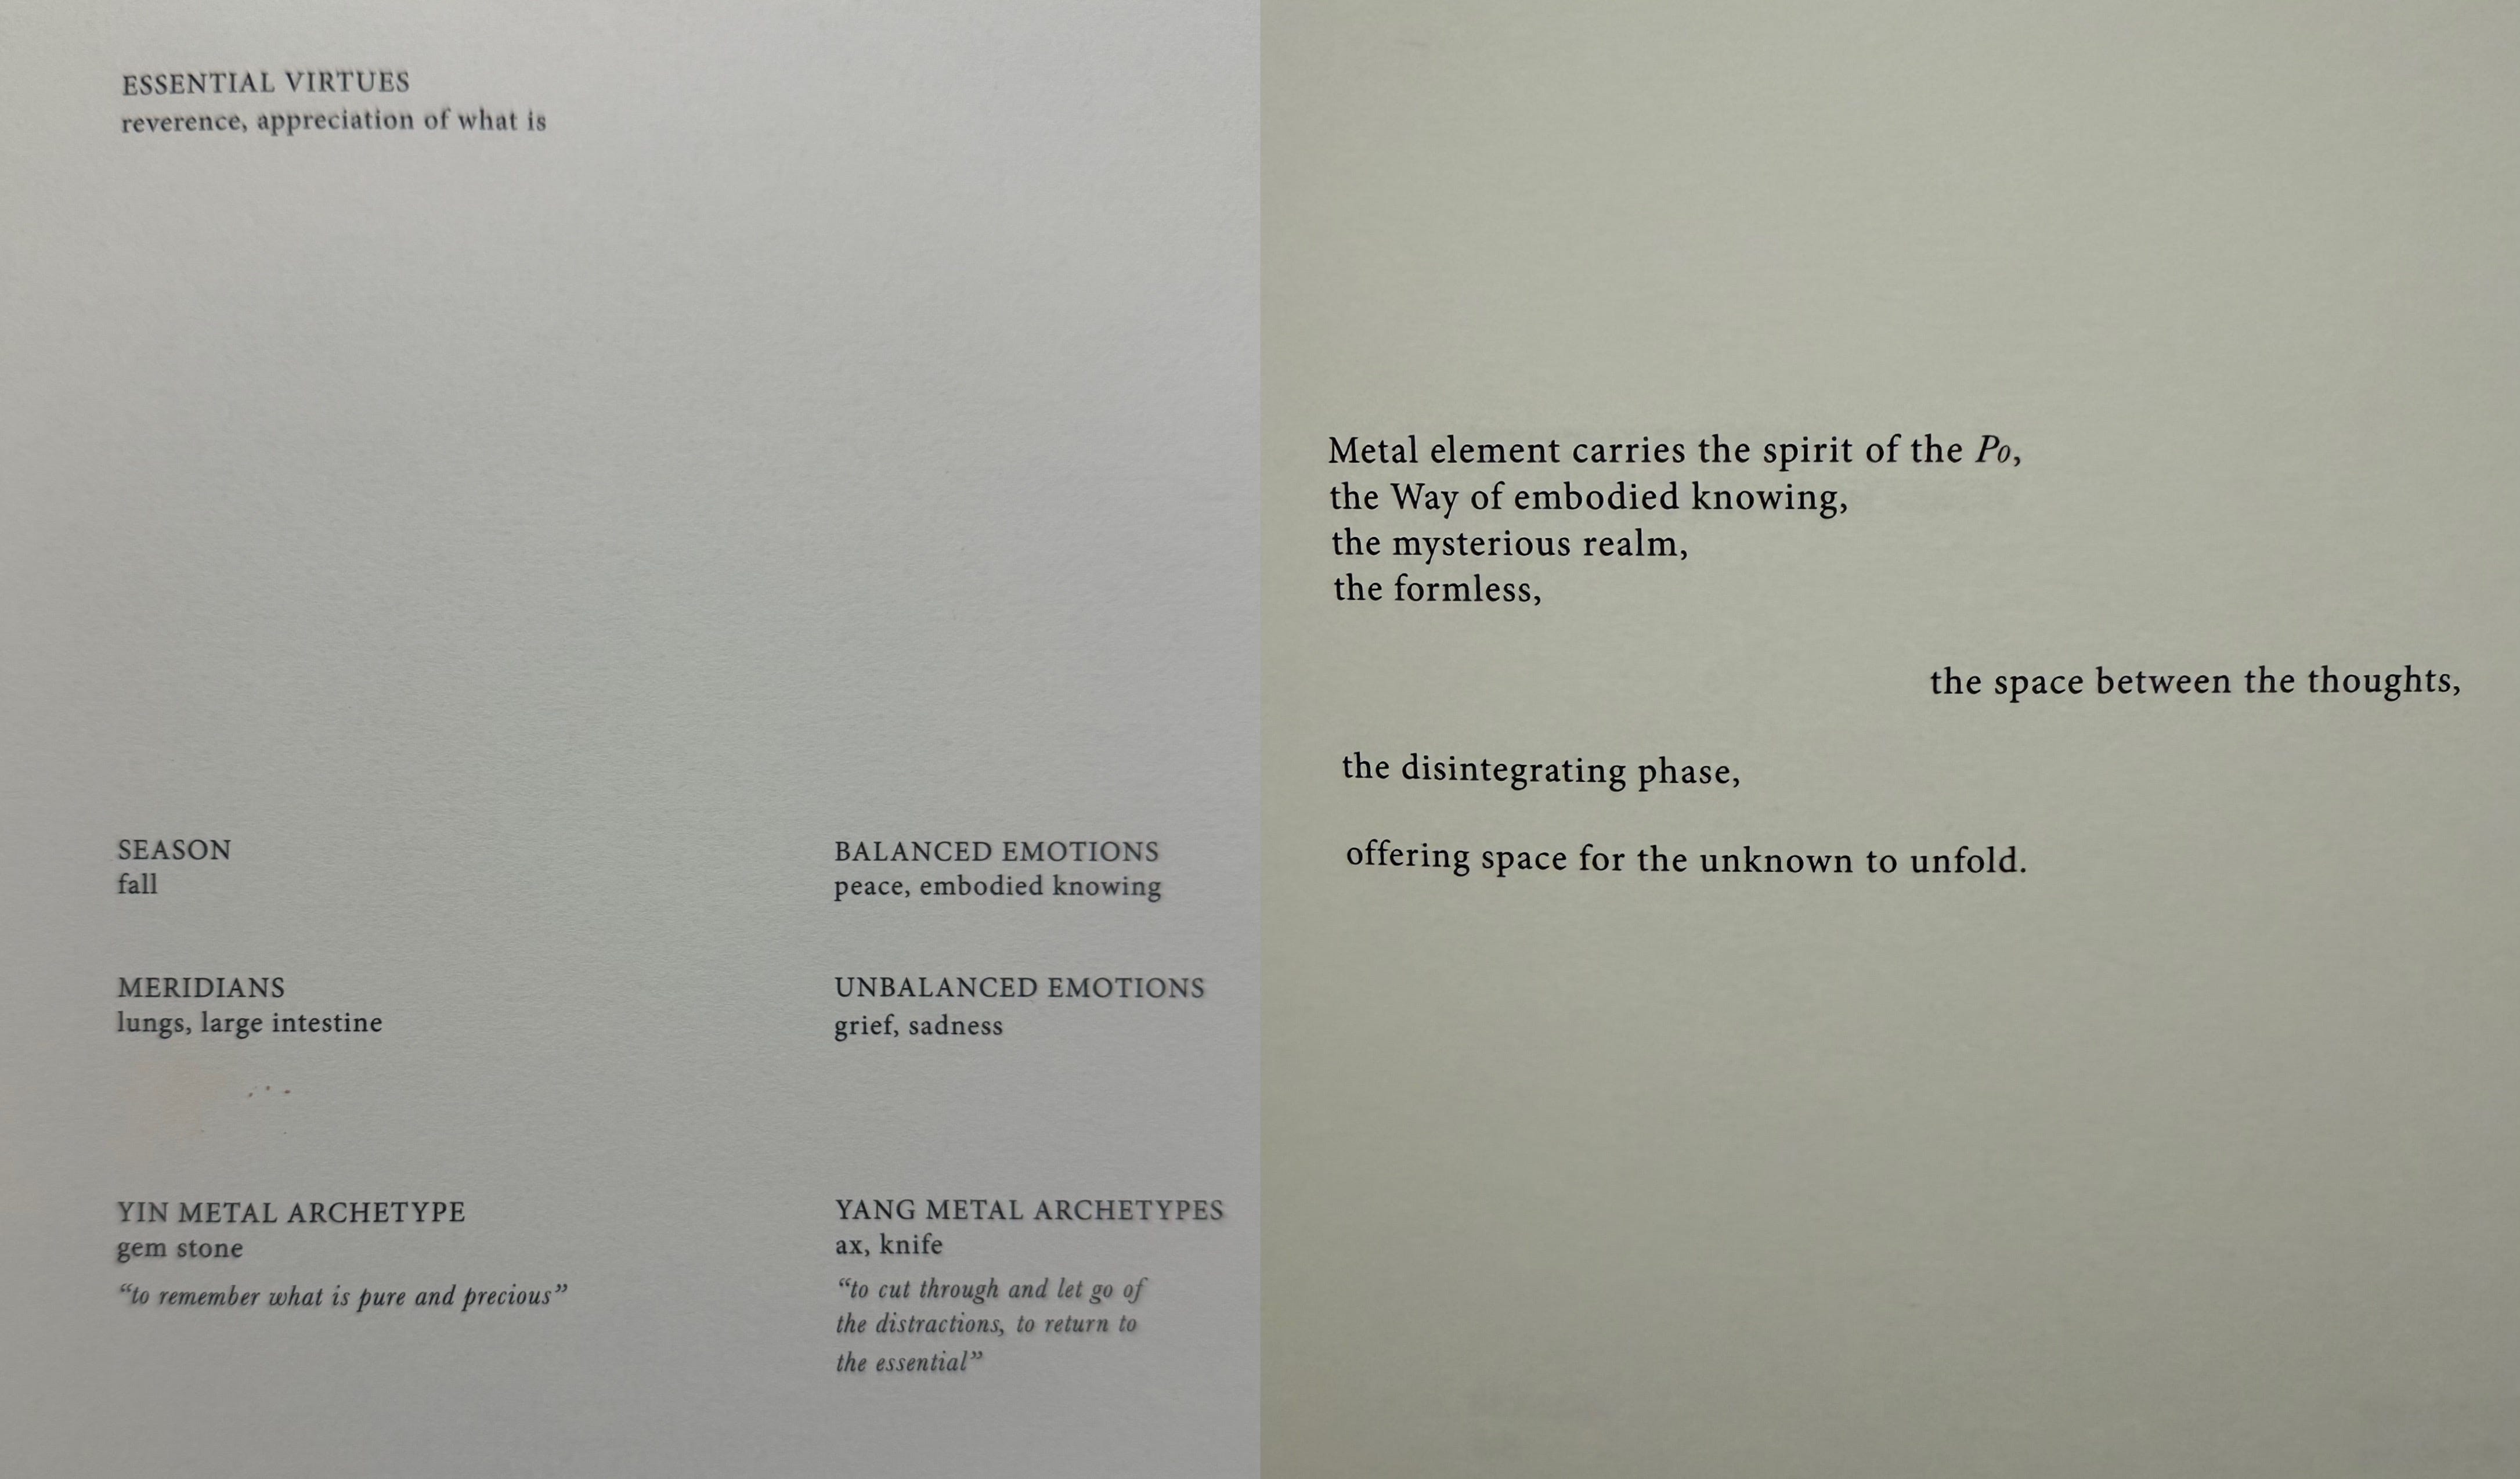 ESSENTIAL VIRTUES
reverence, appreciation of what is
SEASON
fall
BALANCED EMOTIONS
peace, embodied knowing
MERIDIANS
lungs, large intestine
UNBALANCED EMOTIONS
grief, sadness
YIN METAL ARCHETYPE
gem stone
“to remember what is pure and precious”
YANG METAL ARCHETYPES
ax, knife
“to cut through and let go of
the distractions, to return to
the essential”
Metal element carries the spirit of the Po,
the Way of embodied knowing,
the mysterious realm,
the formless,
the space between the thoughts,
the disintegrating phase,
offering space for the unknown to unfold.